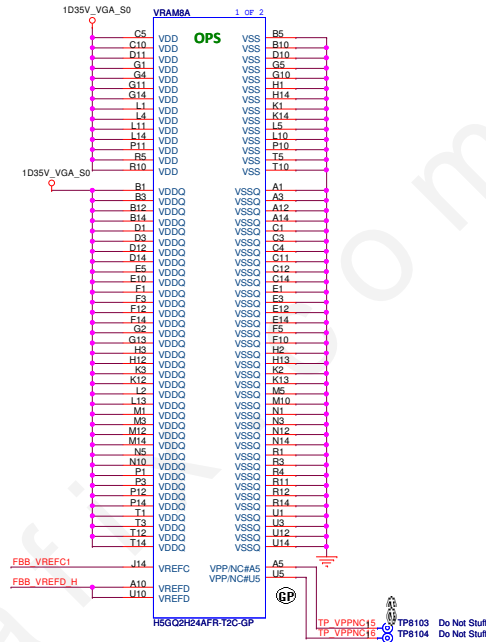 1D35V_VGA_S0
VRAM8A 1 OF 2
OPS
C5 VDD VSS B5
C10 VDD VSS B10
D11 VDD VSS D10
G1 VDD VSS G5
G4 VDD VSS G10
G11 VDD VSS H1
G14 VDD VSS H14
L1 VDD VSS K1
L4 VDD VSS K14
L11 VDD VSS L5
L14 VDD VSS L10
P11 VDD VSS P10
R5 VDD VSS T5
R10 VDD VSS T10
1D35V_VGA_S0
B1 VDDQ VSSQ A1
B3 VDDQ VSSQ A3
B12 VDDQ VSSQ A12
B14 VDDQ VSSQ A14
D1 VDDQ VSSQ C1
D3 VDDQ VSSQ C3
D12 VDDQ VSSQ C4
D14 VDDQ VSSQ C11
E5 VDDQ VSSQ C12
E10 VDDQ VSSQ C14
F1 VDDQ VSSQ E1
F3 VDDQ VSSQ E3
F12 VDDQ VSSQ E12
F14 VDDQ VSSQ E14
G2 VDDQ VSSQ F5
G13 VDDQ VSSQ F10
H3 VDDQ VSSQ H2
H12 VDDQ VSSQ H13
K3 VDDQ VSSQ K2
K12 VDDQ VSSQ K13
L2 VDDQ VSSQ M5
L13 VDDQ VSSQ M10
M1 VDDQ VSSQ N1
M3 VDDQ VSSQ N3
M12 VDDQ VSSQ N12
M14 VDDQ VSSQ N14
N5 VDDQ VSSQ R1
N10 VDDQ VSSQ R3
P1 VDDQ VSSQ R4
P3 VDDQ VSSQ R11
P12 VDDQ VSSQ R12
P14 VDDQ VSSQ R14
T1 VDDQ VSSQ U1
T3 VDDQ VSSQ U3
T12 VDDQ VSSQ U12
T14 VDDQ VSSQ U14
FBB_VREFC1 J14 VREFC VPP/NC#A5 A5
VPP/NC#U5 U5
FBB_VREFD_H A10 VREFD
U10 VREFD
GP
H5GQ2H24AFR-T2C-GP
TP_VPPNC15 TP8103 Do Not Stuff
TP_VPPNC16 TP8104 Do Not Stuff